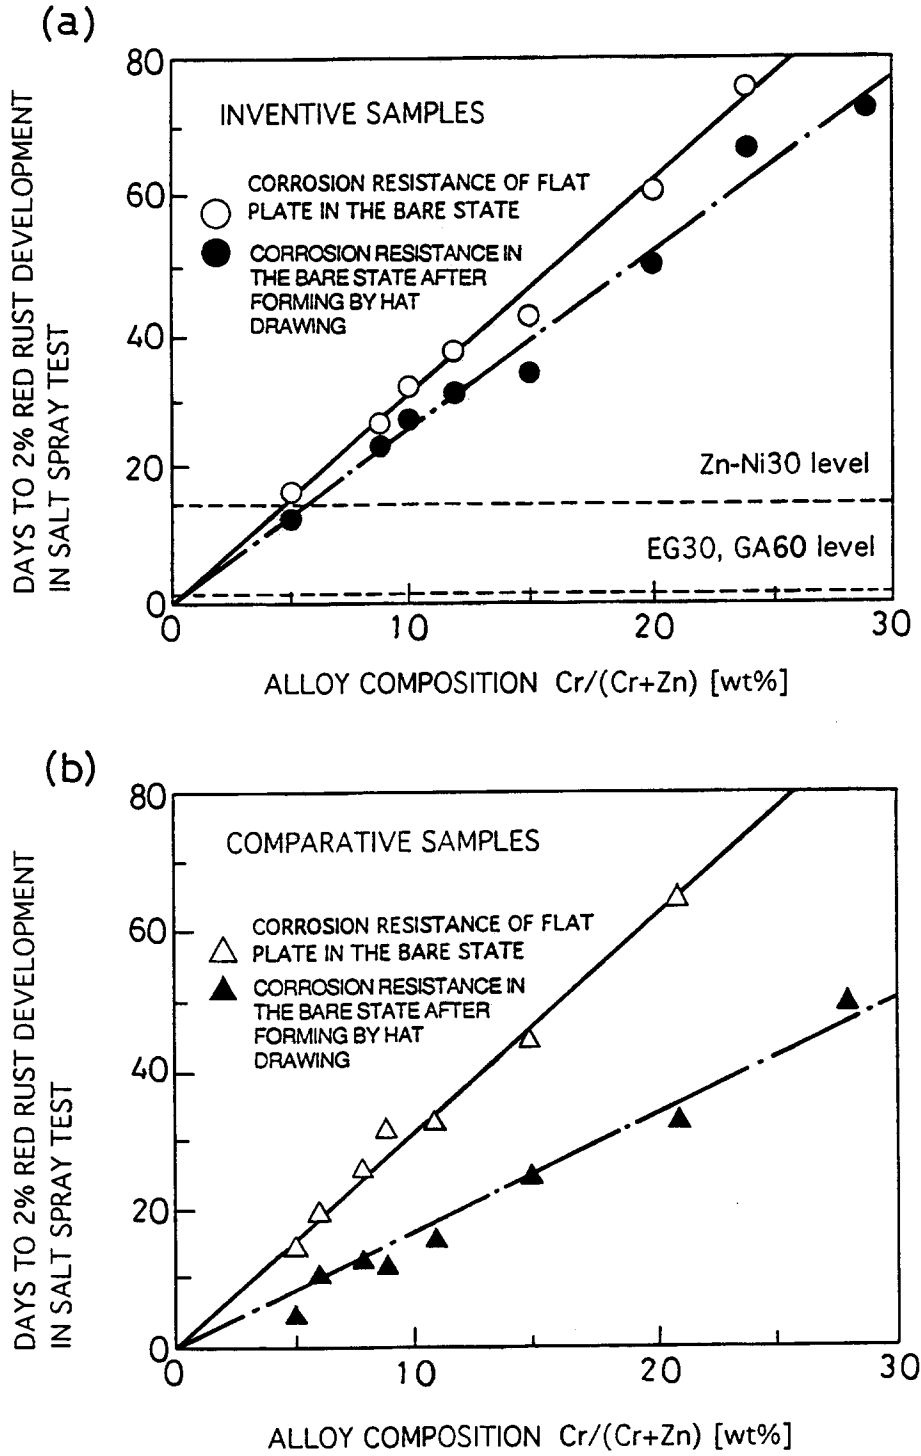 (a)
DAYS TO 2% RED RUST DEVELOPMENT
IN SALT SPRAY TEST
80
60
40
20
0
INVENTIVE SAMPLES
CORROSION RESISTANCE OF FLAT
PLATE IN THE BARE STATE
CORROSION RESISTANCE IN
THE BARE STATE AFTER
FORMING BY HAT
DRAWING
Zn-Ni30 level
EG30, GA60 level
0 10 20 30
ALLOY COMPOSITION Cr/(Cr+Zn) [wt%]
(b)
DAYS TO 2% RED RUST DEVELOPMENT
IN SALT SPRAY TEST
80
60
40
20
0
COMPARATIVE SAMPLES
CORROSION RESISTANCE OF FLAT
PLATE IN THE BARE STATE
CORROSION RESISTANCE IN
THE BARE STATE AFTER
FORMING BY HAT
DRAWING
0 10 20 30
ALLOY COMPOSITION Cr/(Cr+Zn) [wt%]